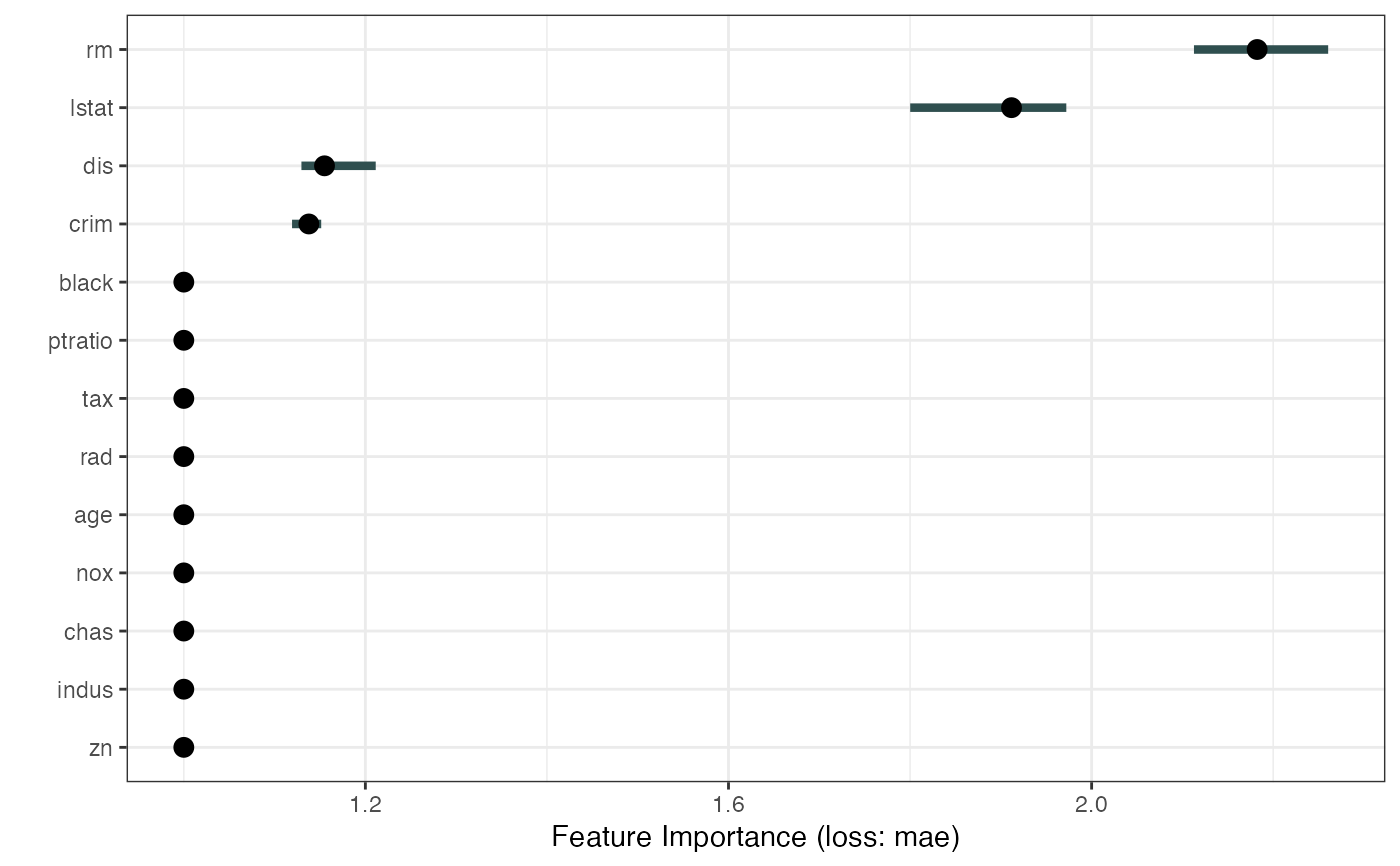 rm
lstat
dis
crim
black
ptratio
tax
rad
age
nox
chas
indus
zn
1.2 1.6 2.0
Feature Importance (loss: mae)